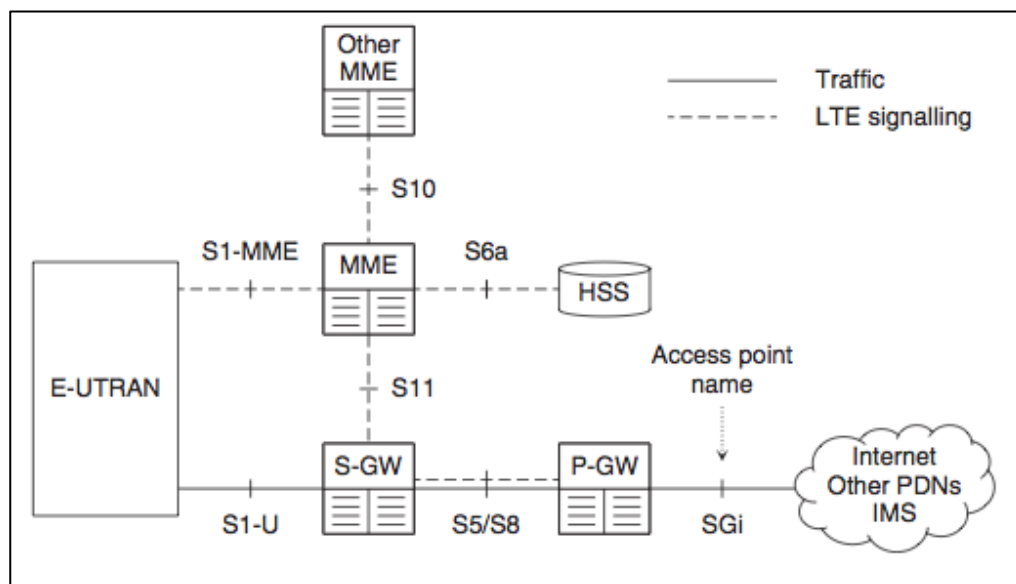 Other
MME
Traffic
LTE signalling
S10
S1-MME
MME
S6a
HSS
E-UTRAN
S11
Access point
name
S-GW
P-GW
Internet
Other PDNs
IMS
S1-U
S5/S8
SGi